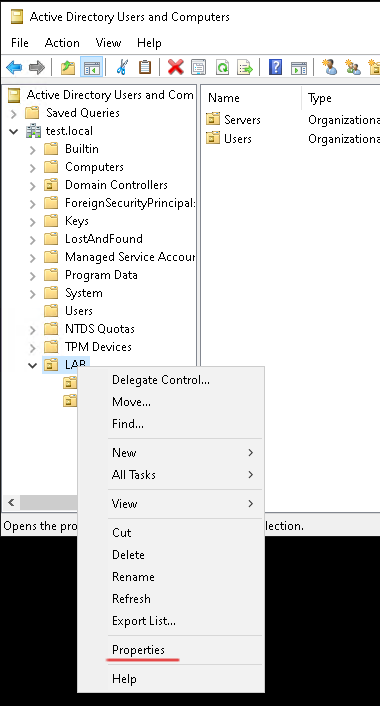 Active Directory Users and Computers
File Action View Help
Active Directory Users and Com
Saved Queries
test.local
Builtin
Computers
Domain Controllers
ForeignSecurityPrincipals
Keys
LostAndFound
Managed Service Accour
Program Data
System
Users
NTDS Quotas
TPM Devices
LAB
Name Type
Servers Organizationa
Users Organizationa
Delegate Control...
Move...
Find...
New
All Tasks
View
Cut
Delete
Rename
Refresh
Export List...
Properties
Help
Opens the pro lection.